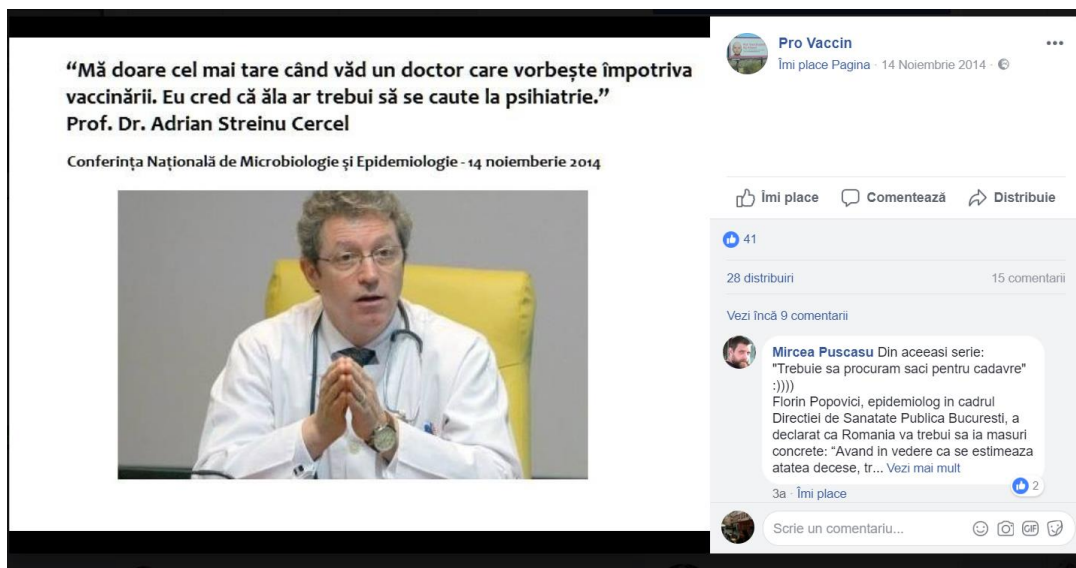 “Mă doare cel mai tare când văd un doctor care vorbește împotriva
vaccinării. Eu cred că ăla ar trebui să se caute la psihiatrie.”
Prof. Dr. Adrian Streinu Cercel
Conferința Națională de Microbiologie și Epidemiologie - 14 noiemberie 2014
Pro Vaccin
Îmi place Pagina · 14 Noiembrie 2014 ·
Îmi place Comentează Distribuie
41
28 distribuiri 15 comentarii
Vezi încă 9 comentarii
Mircea Puscasu Din aceeasi serie:
"Trebuie sa procuram saci pentru cadavre"
:))))
Florin Popovici, epidemiolog in cadrul
Directiei de Sanatate Publica Bucuresti, a
declarat ca Romania va trebui sa ia masuri
concrete: “Avand in vedere ca se estimeaza
atatea decese, tr... Vezi mai mult
2
3a · Îmi place
Scrie un comentariu...
GIF